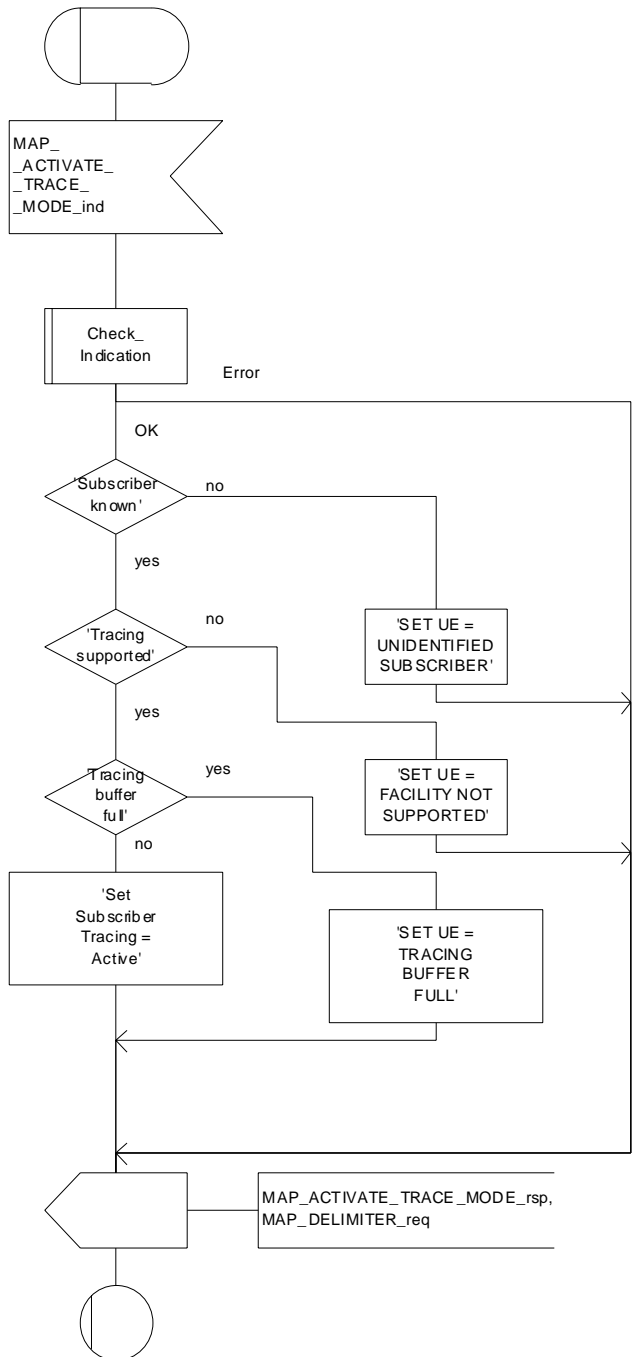 MAP_
_ACTIVATE_
_TRACE_
_MODE_ind
Check_
Indication
Error
OK
'Subscriber
known'
no
yes
'Tracing
supported'
no
'SET UE =
UNIDENTIFIED
SUBSCRIBER'
yes
'Tracing
buffer
full'
yes
'SET UE =
FACILITY NOT
SUPPORTED'
no
'Set
Subscriber
Tracing =
Active'
'SET UE =
TRACING
BUFFER
FULL'
MAP_ACTIVATE_TRACE_MODE_rsp,
MAP_DELIMITER_req